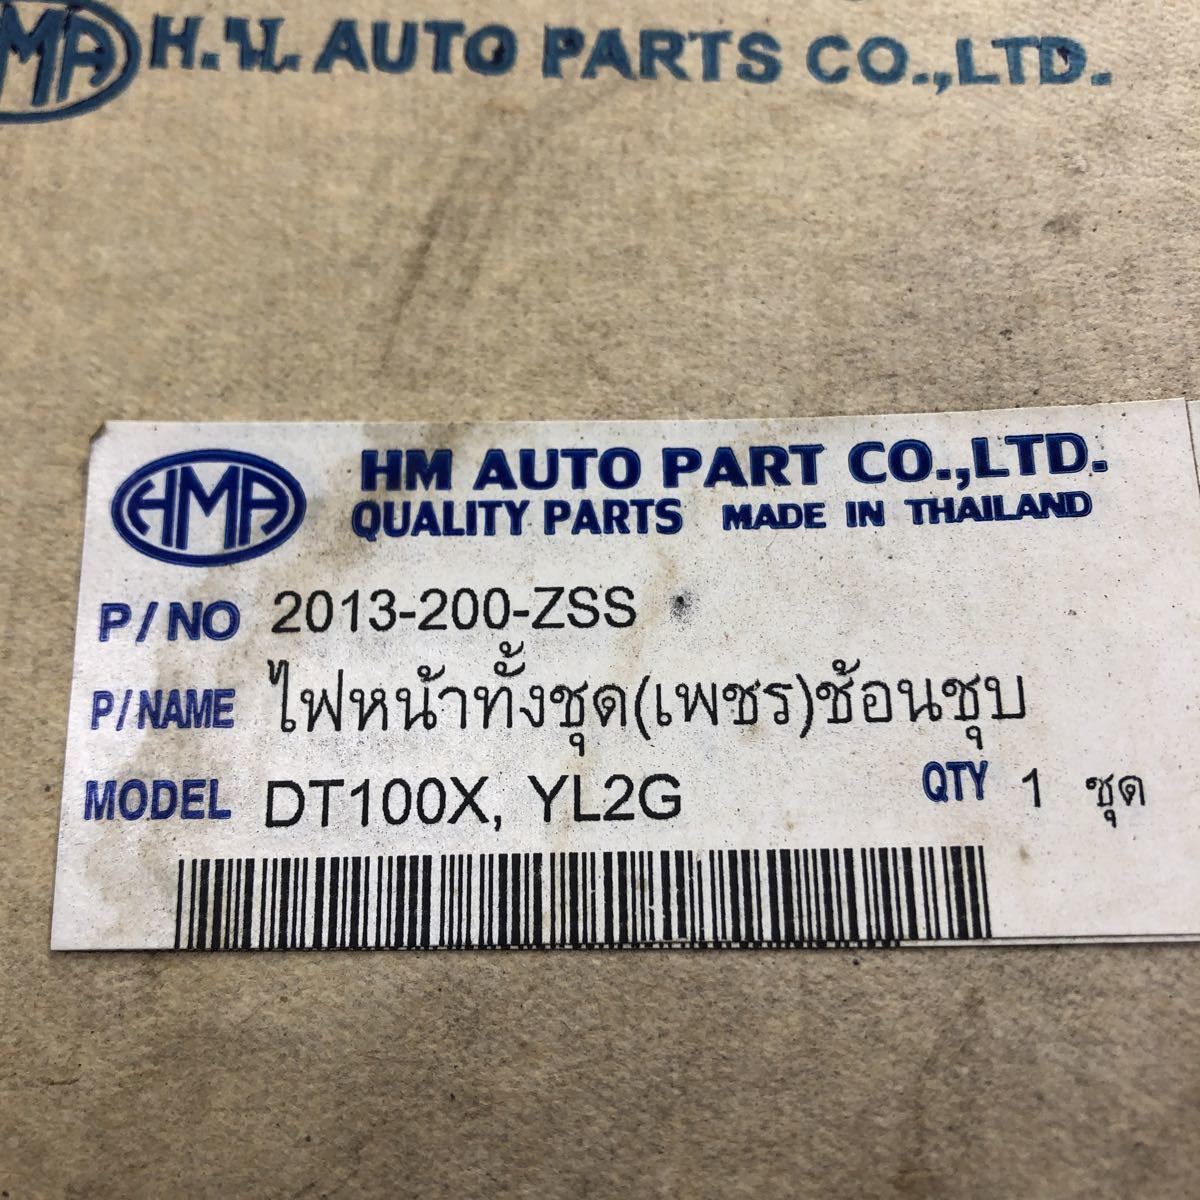 HMA H.M. AUTO PARTS CO.,LTD.
HMA HM AUTO PART CO.,LTD.
QUALITY PARTS MADE IN THAILAND
P/NO 2013-200-ZSS
P/NAME ไฟหน้าทั้งชุด(เพชร)ช้อนชุบ
MODEL DT100X, YL2G QTY 1 ชุด